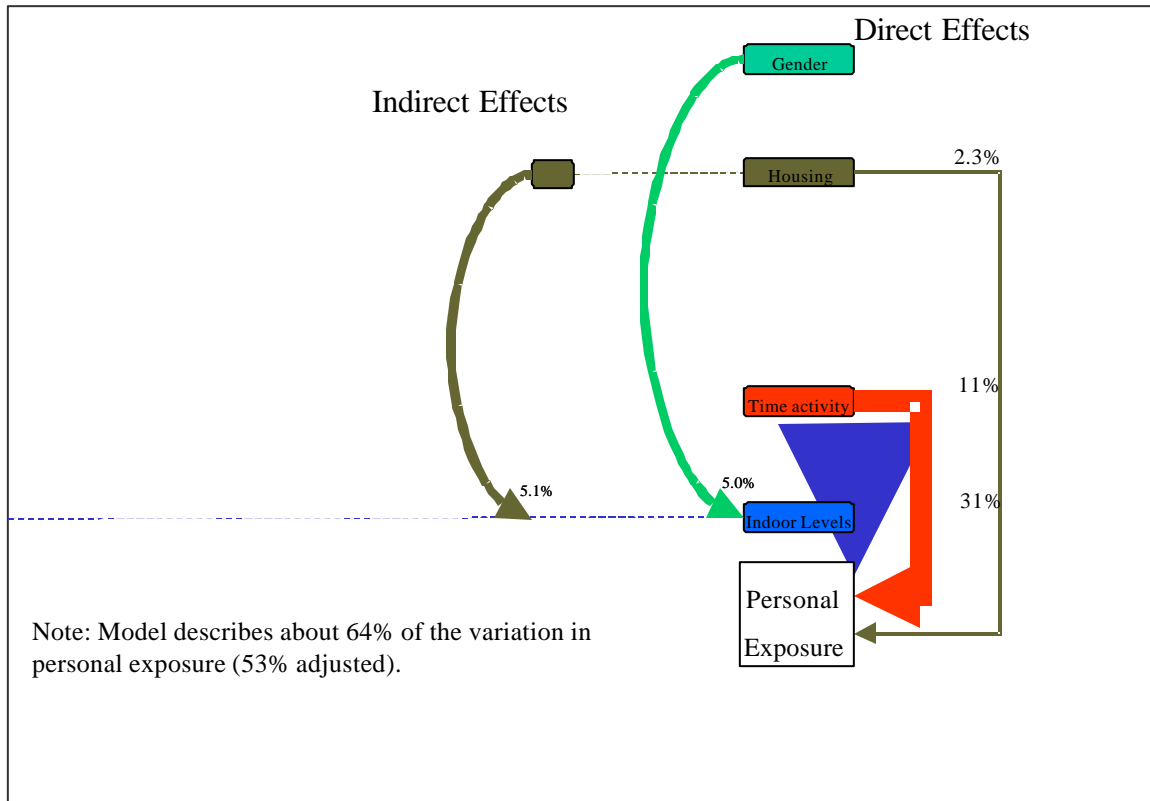 Direct Effects
Gender
Indirect Effects
2.3%
Housing
11%
Time activity
5.1%
5.0%
31%
Indoor Levels
Personal
Exposure
Note: Model describes about 64% of the variation in
personal exposure (53% adjusted).